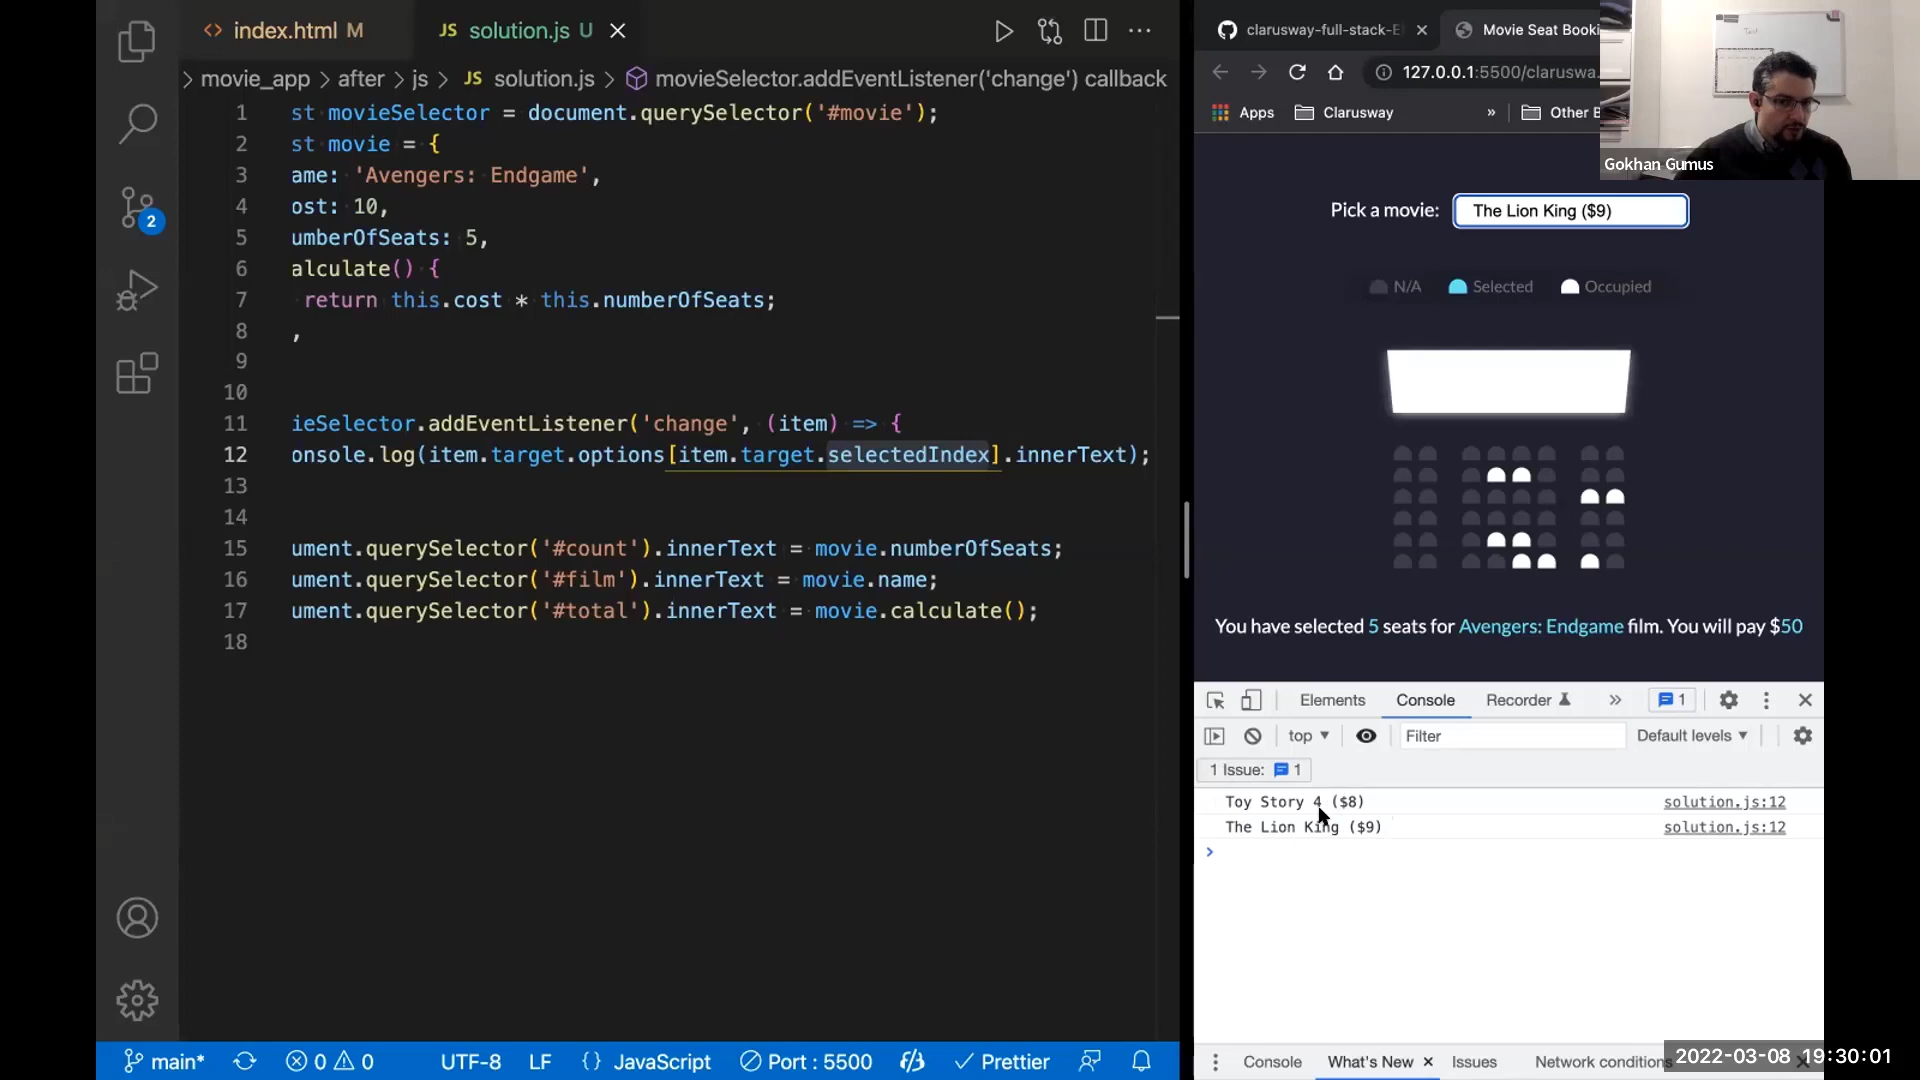 index.html M
JS solution.js U
movie_app > after > js > JS solution.js > movieSelector.addEventListener('change') callback
1 st movieSelector = document.querySelector('#movie');
2 st movie = {
3 ame: 'Avengers: Endgame',
4 ost: 10,
5 umberOfSeats: 5,
6 alculate() {
7 return this.cost * this.numberOfSeats;
8 ,
9
10
11 ieSelector.addEventListener('change', (item) => {
12 onsole.log(item.target.options[item.target.selectedIndex].innerText);
13
14
15 ument.querySelector('#count').innerText = movie.numberOfSeats;
16 ument.querySelector('#film').innerText = movie.name;
17 ument.querySelector('#total').innerText = movie.calculate();
18
2
main* 0 0 UTF-8 LF {} JavaScript Port : 5500 Prettier
clarusway-full-stack-E
Movie Seat Booki
127.0.0.1:5500/claruswa
Apps Clarusway » Other B
Gokhan Gumus
Pick a movie: The Lion King ($9)
N/A Selected Occupied
You have selected 5 seats for Avengers: Endgame film. You will pay $50
Elements Console Recorder » 1
top Filter Default levels
1 Issue: 1
Toy Story 4 ($8) solution.js:12
The Lion King ($9) solution.js:12
Console What's New Issues Network conditions
2022-03-08 19:30:01